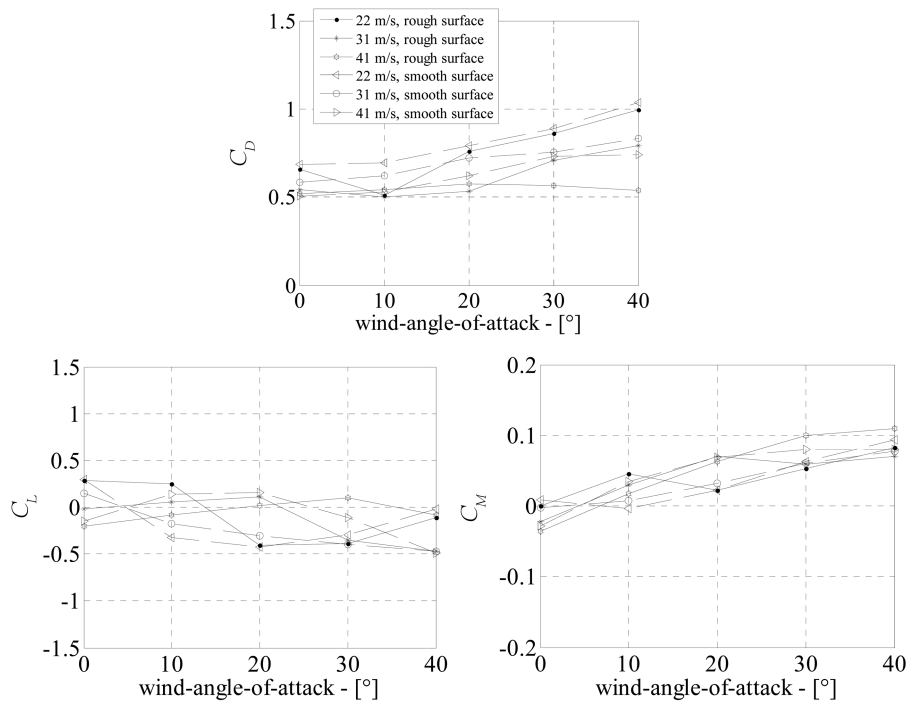 1.5
1
0.5
0
C_D
22 m/s, rough surface
31 m/s, rough surface
41 m/s, rough surface
22 m/s, smooth surface
31 m/s, smooth surface
41 m/s, smooth surface
0 10 20 30 40
wind-angle-of-attack - [°]
1.5
1
0.5
0
-0.5
-1
-1.5
C_L
0 10 20 30 40
wind-angle-of-attack - [°]
0.2
0.1
0
-0.1
-0.2
C_M
0 10 20 30 40
wind-angle-of-attack - [°]